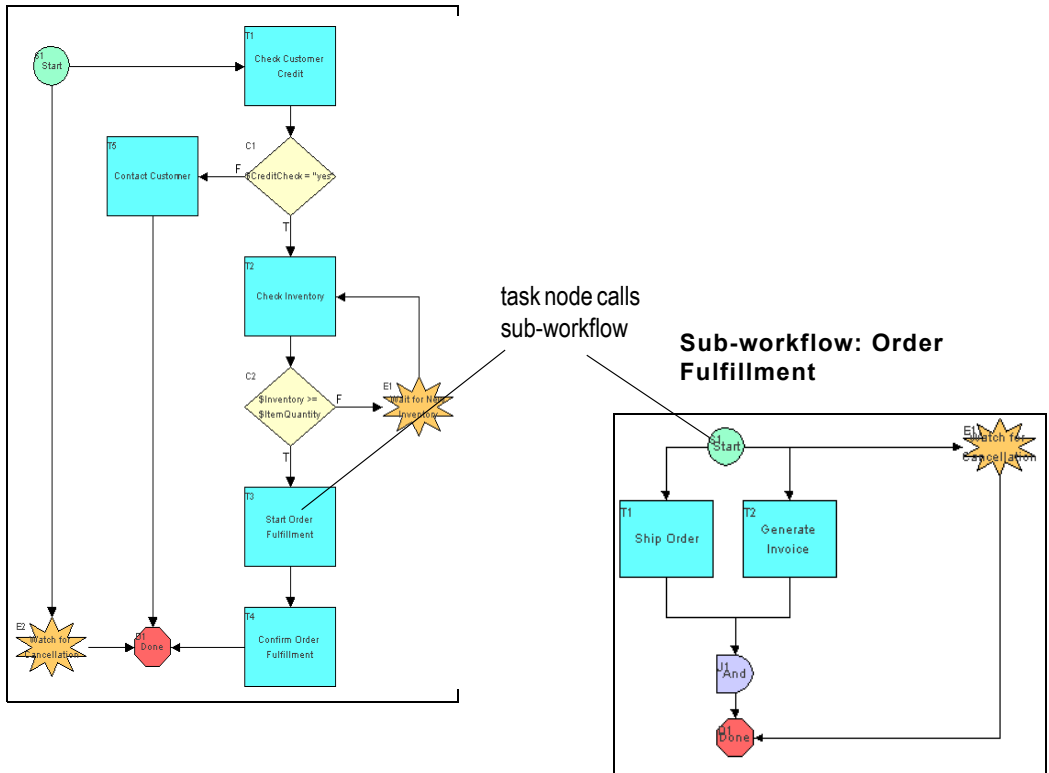 S1
Start
T1
Check Customer
Credit
T5
Contact Customer
C1
F
$CreditCheck = "yes"
T
T2
Check Inventory
C2
$Inventory >=
$ItemQuantity
F
E1
Wait for New
Inventory
T
T3
Start Order
Fulfillment
T4
Confirm Order
Fulfillment
E2
Watch for
Cancellation
D1
Done
task node calls
sub-workflow
Sub-workflow: Order
Fulfillment
S1
Start
E1
Watch for
Cancellation
T1
Ship Order
T2
Generate
Invoice
J1
And
D1
Done